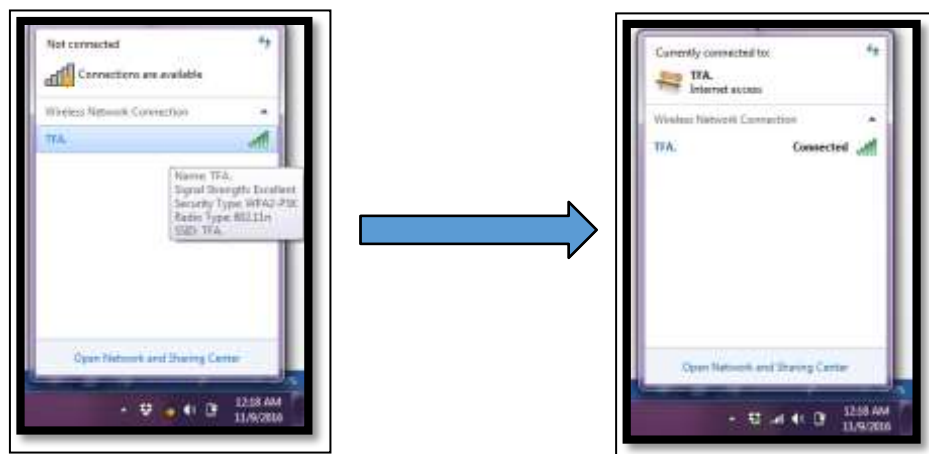 Not connected
Connections are available
Wireless Network Connection
TFA.
Name: TFA.
Signal Strength: Excellent
Security Type: WPA2-PSK
Radio Type: 802.11n
SSID: TFA.
Open Network and Sharing Center
12:18 AM
11/9/2016
Currently connected to:
TFA.
Internet access
Wireless Network Connection
TFA. Connected
Open Network and Sharing Center
12:18 AM
11/9/2016